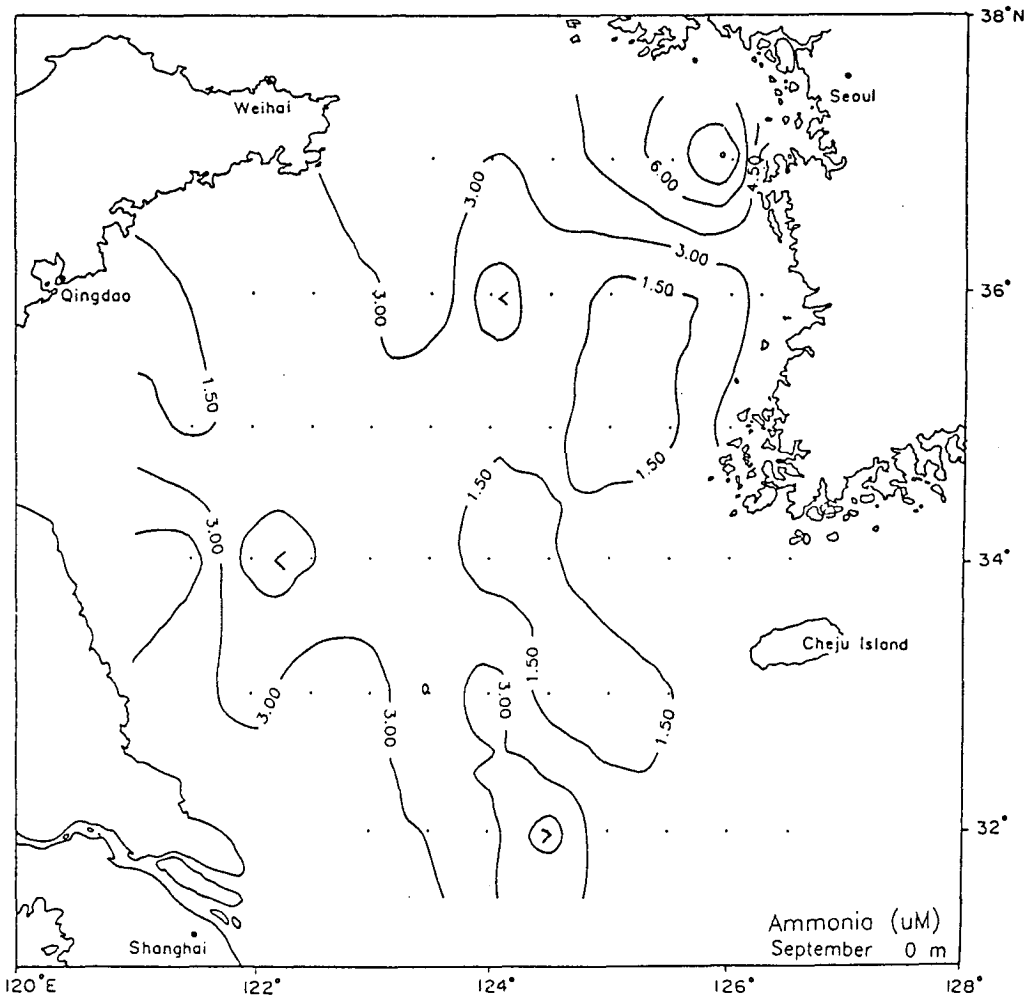 38°N
Seoul
Weihai
6.00
4.50
3.00
3.00
1.50
36°
Qingdao
3.00
<
1.50
1.50
1.50
3.00
<
34°
Cheju Island
1.50
3.00
3.00
3.00
1.50
32°
>
Ammonia (uM)
September 0 m
Shanghai
120°E
122°
124°
126°
128°